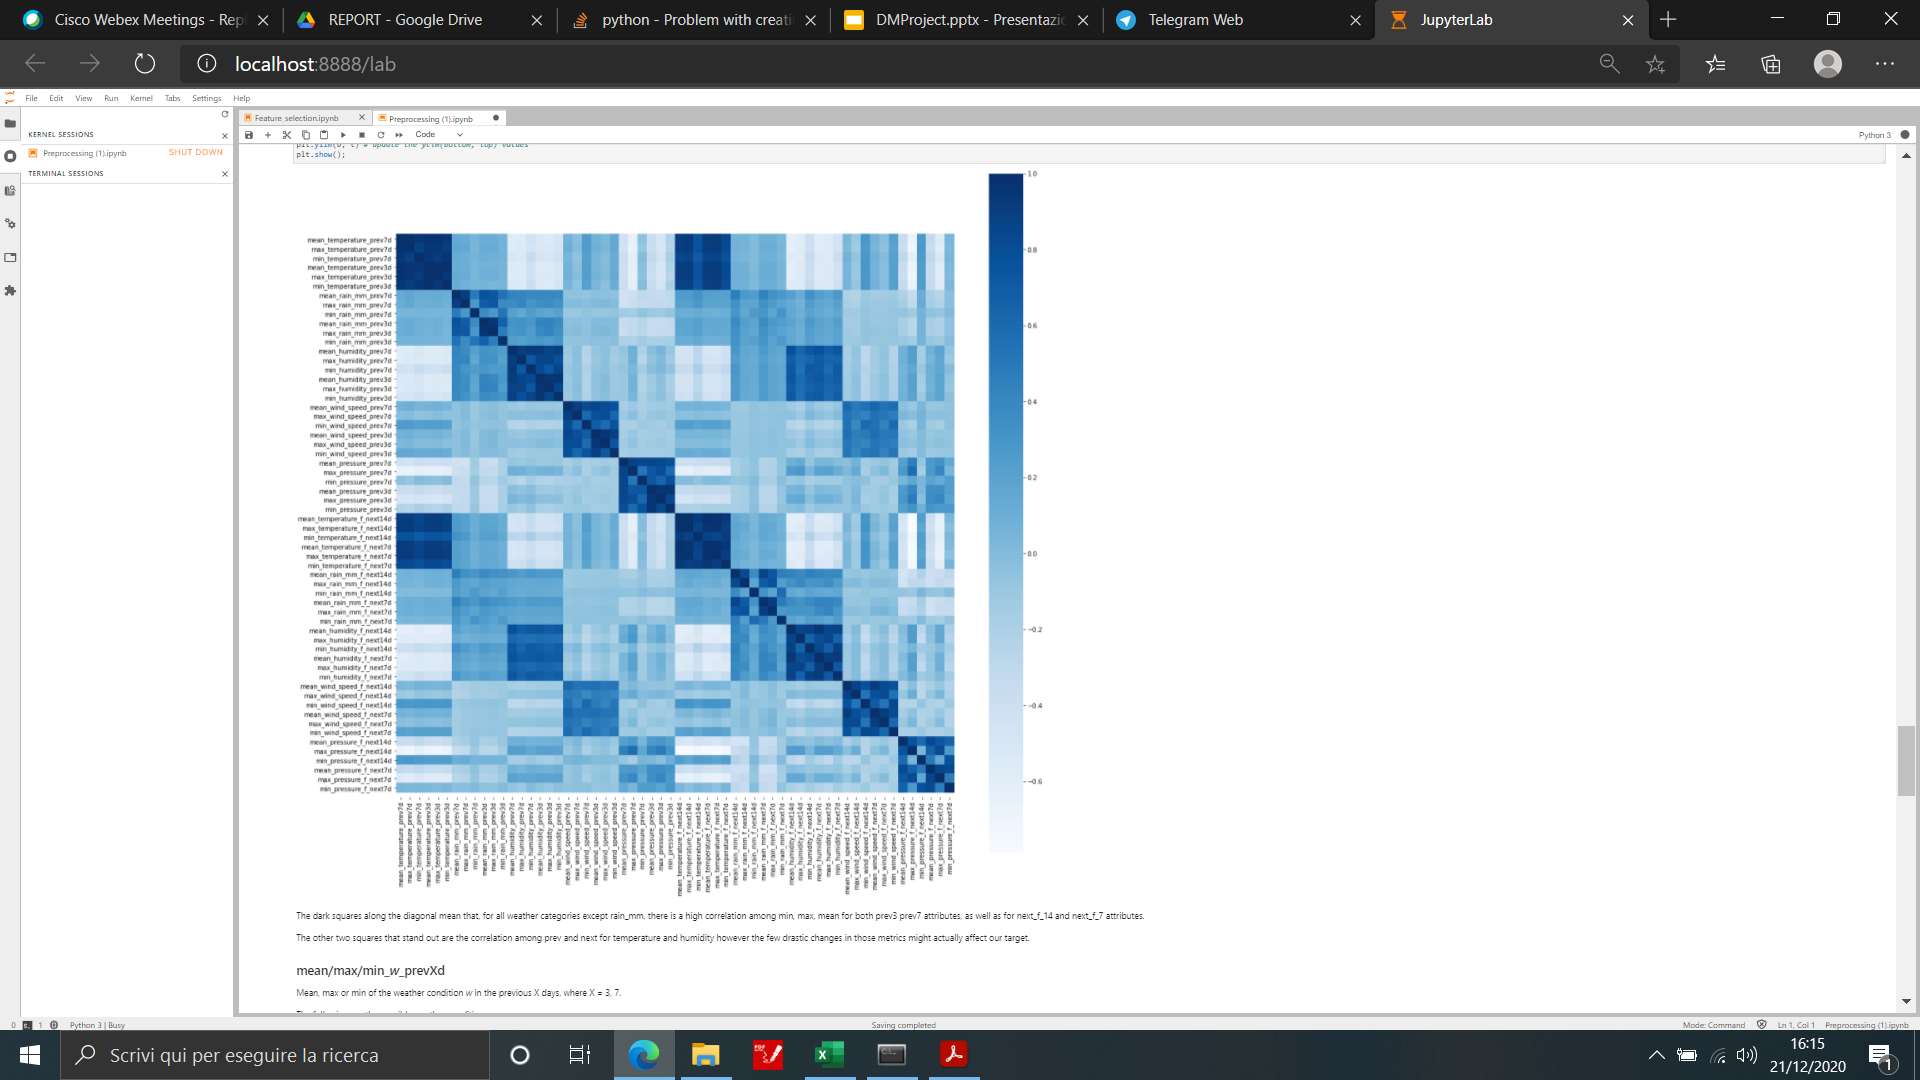 Cisco Webex Meetings - Rep
REPORT - Google Drive
python - Problem with creati
DMProject.pptx - Presentazio
Telegram Web
JupyterLab
localhost:8888/lab
File Edit View Run Kernel Tabs Settings Help
KERNEL SESSIONS
Preprocessing (1).ipynb
SHUT DOWN
TERMINAL SESSIONS
Feature_selection.ipynb
Preprocessing (1).ipynb
Code
Python 3
plt.show();
1.0
0.8
0.6
0.4
0.2
0.0
−0.2
−0.4
−0.6
mean_temperature_prev7d
max_temperature_prev7d
min_temperature_prev7d
mean_temperature_prev3d
max_temperature_prev3d
min_temperature_prev3d
mean_rain_mm_prev7d
max_rain_mm_prev7d
min_rain_mm_prev7d
mean_rain_mm_prev3d
max_rain_mm_prev3d
min_rain_mm_prev3d
mean_humidity_prev7d
max_humidity_prev7d
min_humidity_prev7d
mean_humidity_prev3d
max_humidity_prev3d
min_humidity_prev3d
mean_wind_speed_prev7d
max_wind_speed_prev7d
min_wind_speed_prev7d
mean_wind_speed_prev3d
max_wind_speed_prev3d
min_wind_speed_prev3d
mean_pressure_prev7d
max_pressure_prev7d
min_pressure_prev7d
mean_pressure_prev3d
max_pressure_prev3d
min_pressure_prev3d
mean_temperature_f_next14d
max_temperature_f_next14d
min_temperature_f_next14d
mean_temperature_f_next7d
max_temperature_f_next7d
min_temperature_f_next7d
mean_rain_mm_f_next14d
max_rain_mm_f_next14d
min_rain_mm_f_next14d
mean_rain_mm_f_next7d
max_rain_mm_f_next7d
min_rain_mm_f_next7d
mean_humidity_f_next14d
max_humidity_f_next14d
min_humidity_f_next14d
mean_humidity_f_next7d
max_humidity_f_next7d
min_humidity_f_next7d
mean_wind_speed_f_next14d
max_wind_speed_f_next14d
min_wind_speed_f_next14d
mean_wind_speed_f_next7d
max_wind_speed_f_next7d
min_wind_speed_f_next7d
mean_pressure_f_next14d
max_pressure_f_next14d
min_pressure_f_next14d
mean_pressure_f_next7d
max_pressure_f_next7d
min_pressure_f_next7d
The dark squares along the diagonal mean that, for all weather categories except rain_mm, there is a high correlation among min, max, mean for both prev3 prev7 attributes, as well as for next_f_14 and next_f_7 attributes.
The other two squares that stand out are the correlation among prev and next for temperature and humidity however the few drastic changes in those metrics might actually affect our target.
mean/max/min_w_prevXd
Mean, max or min of the weather condition w in the previous X days, where X = 3, 7.
0 1 Python 3 | Busy
Saving completed
Mode: Command
Ln 1, Col 1
Preprocessing (1).ipynb
Scrivi qui per eseguire la ricerca
16:15
21/12/2020
1